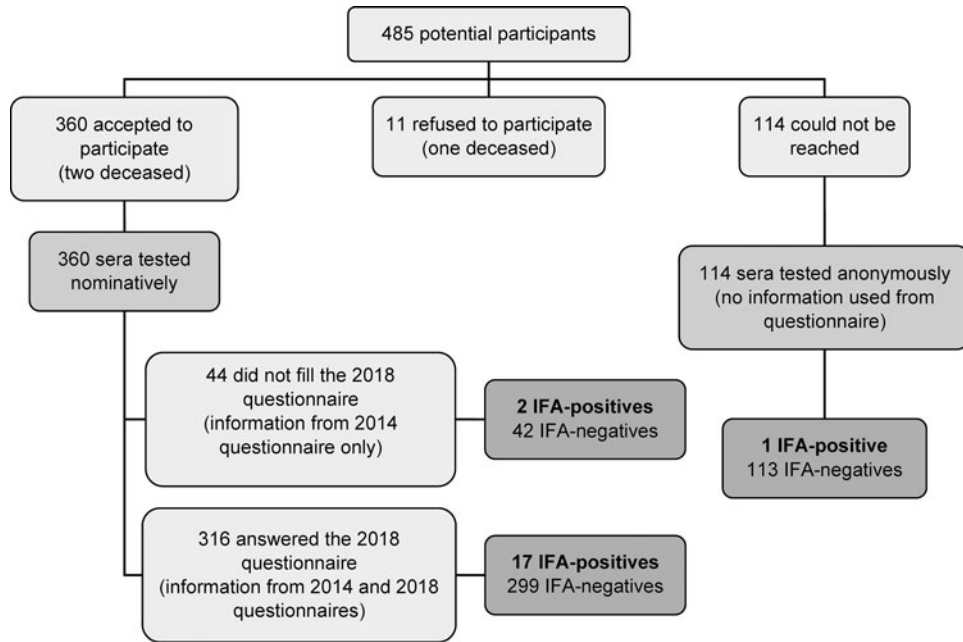 485 potential participants
360 accepted to
participate
(two deceased)
11 refused to participate
(one deceased)
114 could not be
reached
360 sera tested
nominatively
114 sera tested anonymously
(no information used from
questionnaire)
44 did not fill the 2018
questionnaire
(information from 2014
questionnaire only)
2 IFA-positives
42 IFA-negatives
1 IFA-positive
113 IFA-negatives
316 answered the 2018
questionnaire
(information from 2014 and 2018
questionnaires)
17 IFA-positives
299 IFA-negatives